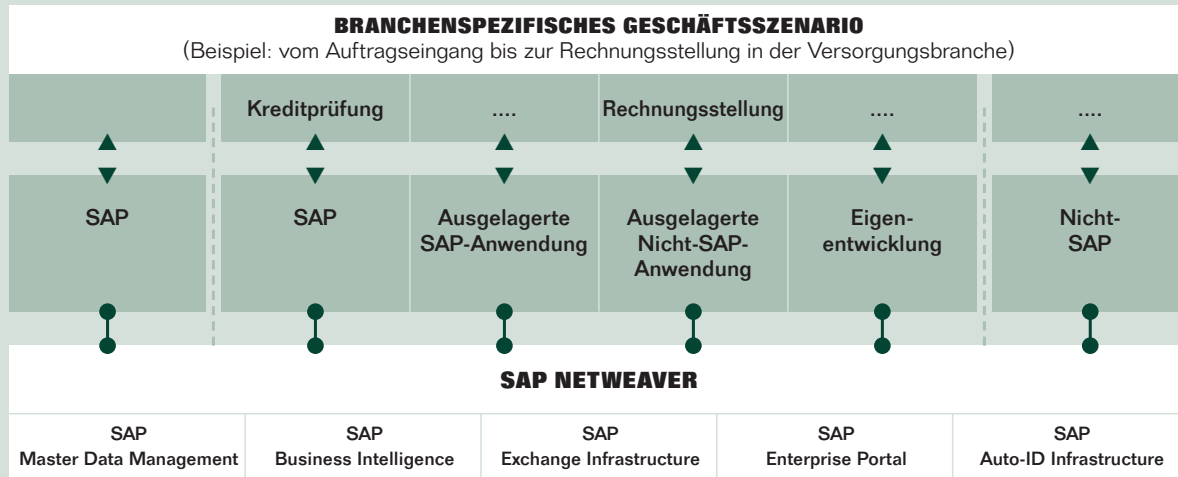 BRANCHENSPEZIFISCHES GESCHÄFTSSZENARIO
(Beispiel: vom Auftragseingang bis zur Rechnungsstellung in der Versorgungsbranche)
Kreditprüfung
....
Rechnungsstellung
....
....
SAP
SAP
Ausgelagerte
SAP-Anwendung
Ausgelagerte
Nicht-SAP-
Anwendung
Eigen-
entwicklung
Nicht-
SAP
SAP NETWEAVER
SAP
Master Data Management
SAP
Business Intelligence
SAP
Exchange Infrastructure
SAP
Enterprise Portal
SAP
Auto-ID Infrastructure